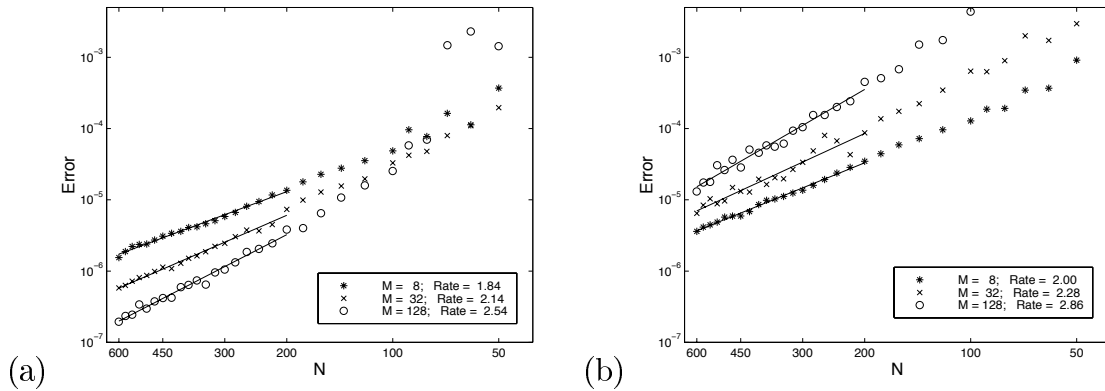 10⁻³
10⁻⁴
10⁻⁵
10⁻⁶
10⁻⁷
Error
600
450
300
200
100
50
N
M = 8; Rate = 1.84
M = 32; Rate = 2.14
M = 128; Rate = 2.54
(a)
10⁻³
10⁻⁴
10⁻⁵
10⁻⁶
10⁻⁷
Error
600
450
300
200
100
50
N
M = 8; Rate = 2.00
M = 32; Rate = 2.28
M = 128; Rate = 2.86
(b)